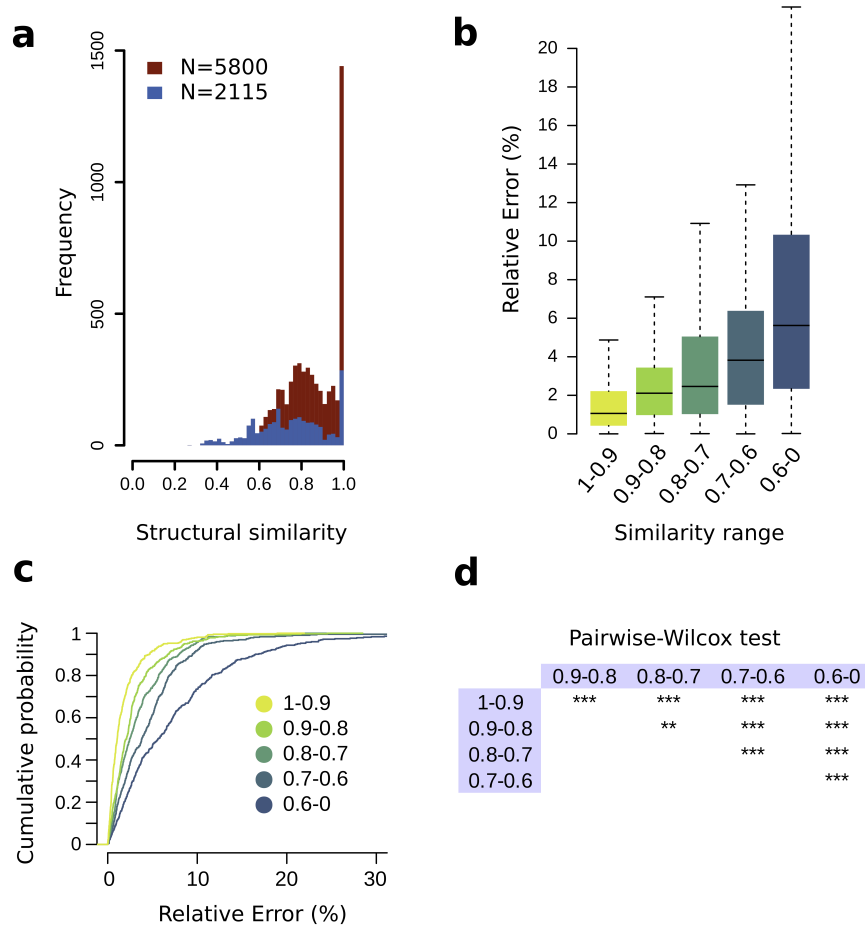 a
Frequency
1500
1000
500
0
N=5800
N=2115
0.0 0.2 0.4 0.6 0.8 1.0
Structural similarity
b
Relative Error (%)
20
18
16
14
12
10
8
6
4
2
0
1-0.9 0.9-0.8 0.8-0.7 0.7-0.6 0.6-0
Similarity range
c
Cumulative probability
1
0.8
0.6
0.4
0.2
0
1-0.9
0.9-0.8
0.8-0.7
0.7-0.6
0.6-0
0 10 20 30
Relative Error (%)
d
Pairwise-Wilcox test
0.9-0.8 0.8-0.7 0.7-0.6 0.6-0
1-0.9 *** *** *** ***
0.9-0.8 ** *** ***
0.8-0.7 *** ***
0.7-0.6 ***